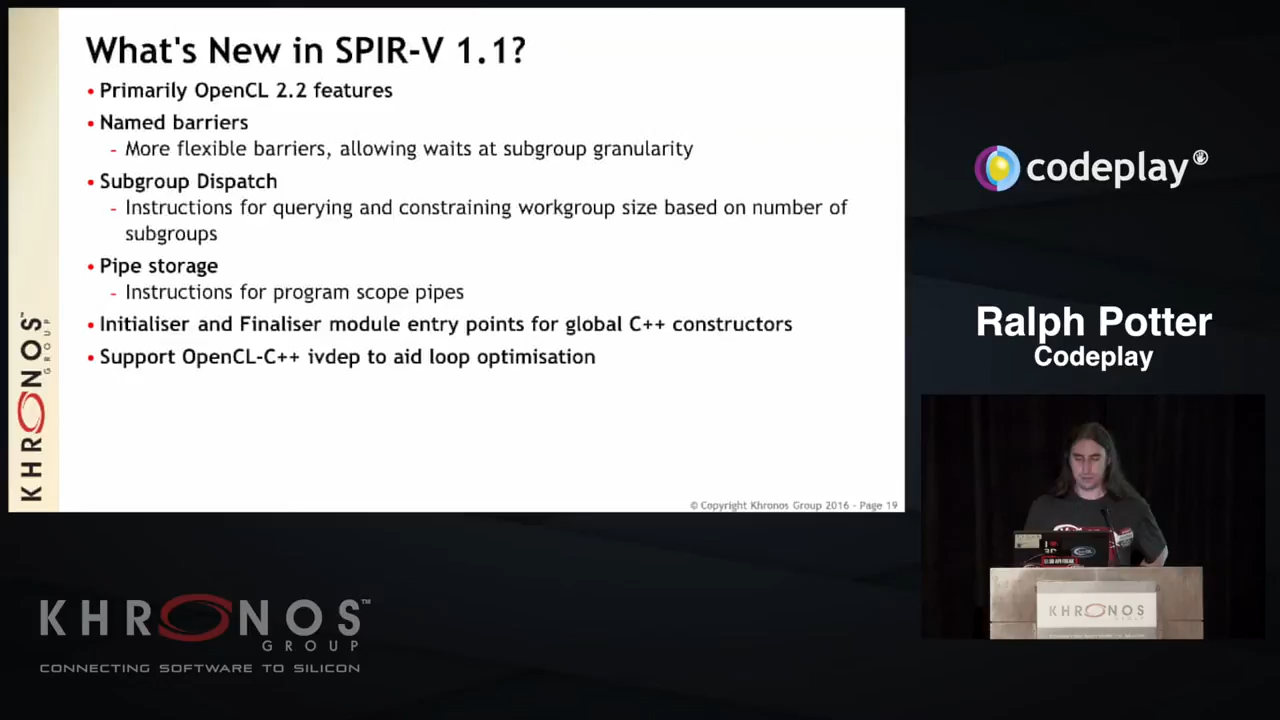 What's New in SPIR-V 1.1?
• Primarily OpenCL 2.2 features
• Named barriers
- More flexible barriers, allowing waits at subgroup granularity
• Subgroup Dispatch
- Instructions for querying and constraining workgroup size based on number of
subgroups
• Pipe storage
- Instructions for program scope pipes
• Initialiser and Finaliser module entry points for global C++ constructors
• Support OpenCL-C++ ivdep to aid loop optimisation
KHRONOS™
GROUP
© Copyright Khronos Group 2016 - Page 19
codeplay®
Ralph Potter
Codeplay
KHRONOS
KHRONOS™
GROUP
CONNECTING SOFTWARE TO SILICON